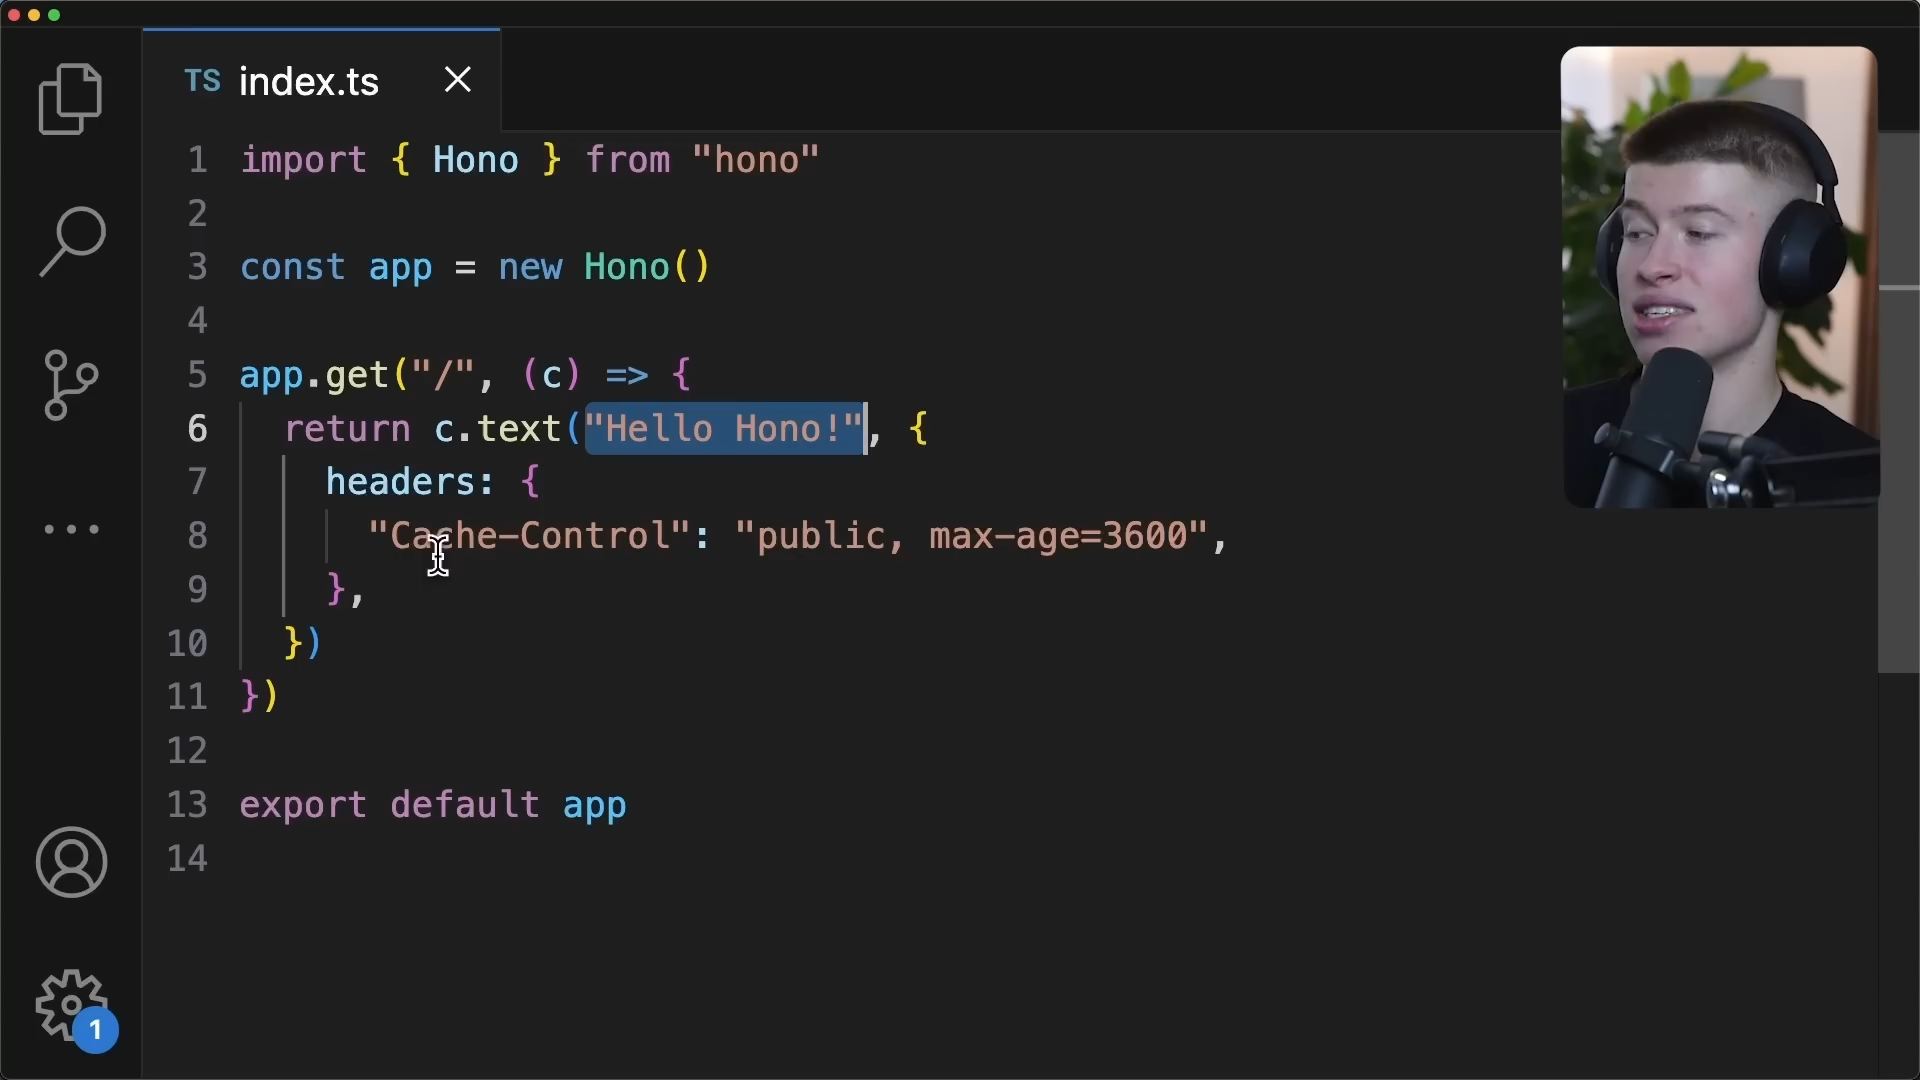 TS index.ts
1 import { Hono } from "hono"
2
3 const app = new Hono()
4
5 app.get("/", (c) => {
6 return c.text("Hello Hono!", {
7 headers: {
8 "Cache-Control": "public, max-age=3600",
9 },
10 })
11 })
12
13 export default app
14
1